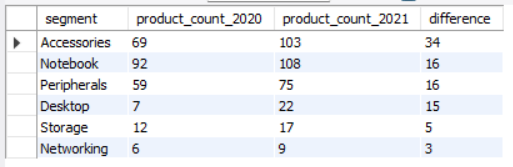 segment product_count_2020 product_count_2021 difference
Accessories 69 103 34
Notebook 92 108 16
Peripherals 59 75 16
Desktop 7 22 15
Storage 12 17 5
Networking 6 9 3